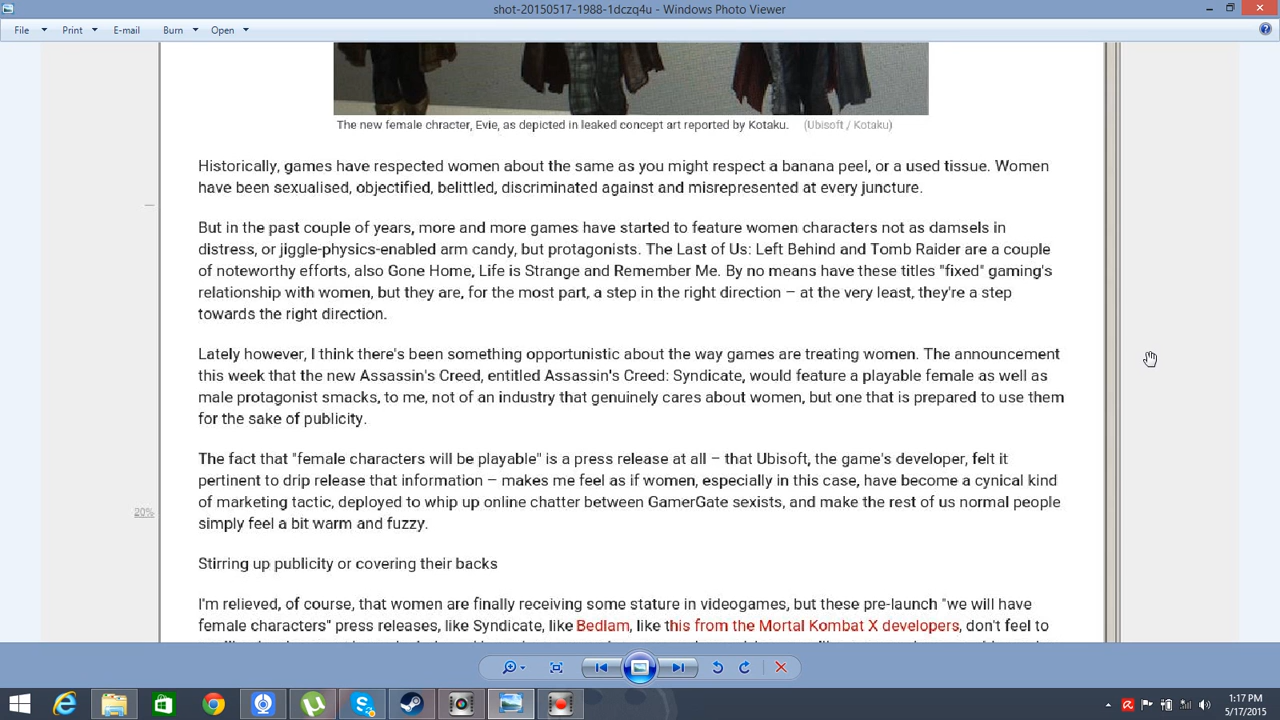 shot-20150517-1988-1dczq4u - Windows Photo Viewer
File Print E-mail Burn Open
The new female chracter, Evie, as depicted in leaked concept art reported by Kotaku. (Ubisoft / Kotaku)
Historically, games have respected women about the same as you might respect a banana peel, or a used tissue. Women
have been sexualised, objectified, belittled, discriminated against and misrepresented at every juncture.
But in the past couple of years, more and more games have started to feature women characters not as damsels in
distress, or jiggle-physics-enabled arm candy, but protagonists. The Last of Us: Left Behind and Tomb Raider are a couple
of noteworthy efforts, also Gone Home, Life is Strange and Remember Me. By no means have these titles "fixed" gaming's
relationship with women, but they are, for the most part, a step in the right direction – at the very least, they're a step
towards the right direction.
Lately however, I think there's been something opportunistic about the way games are treating women. The announcement
this week that the new Assassin's Creed, entitled Assassin's Creed: Syndicate, would feature a playable female as well as
male protagonist smacks, to me, not of an industry that genuinely cares about women, but one that is prepared to use them
for the sake of publicity.
The fact that "female characters will be playable" is a press release at all – that Ubisoft, the game's developer, felt it
pertinent to drip release that information – makes me feel as if women, especially in this case, have become a cynical kind
of marketing tactic, deployed to whip up online chatter between GamerGate sexists, and make the rest of us normal people
20%
simply feel a bit warm and fuzzy.
Stirring up publicity or covering their backs
I'm relieved, of course, that women are finally receiving some stature in videogames, but these pre-launch "we will have
female characters" press releases, like Syndicate, like Bedlam, like this from the Mortal Kombat X developers, don't feel to
1:17 PM
5/17/2015